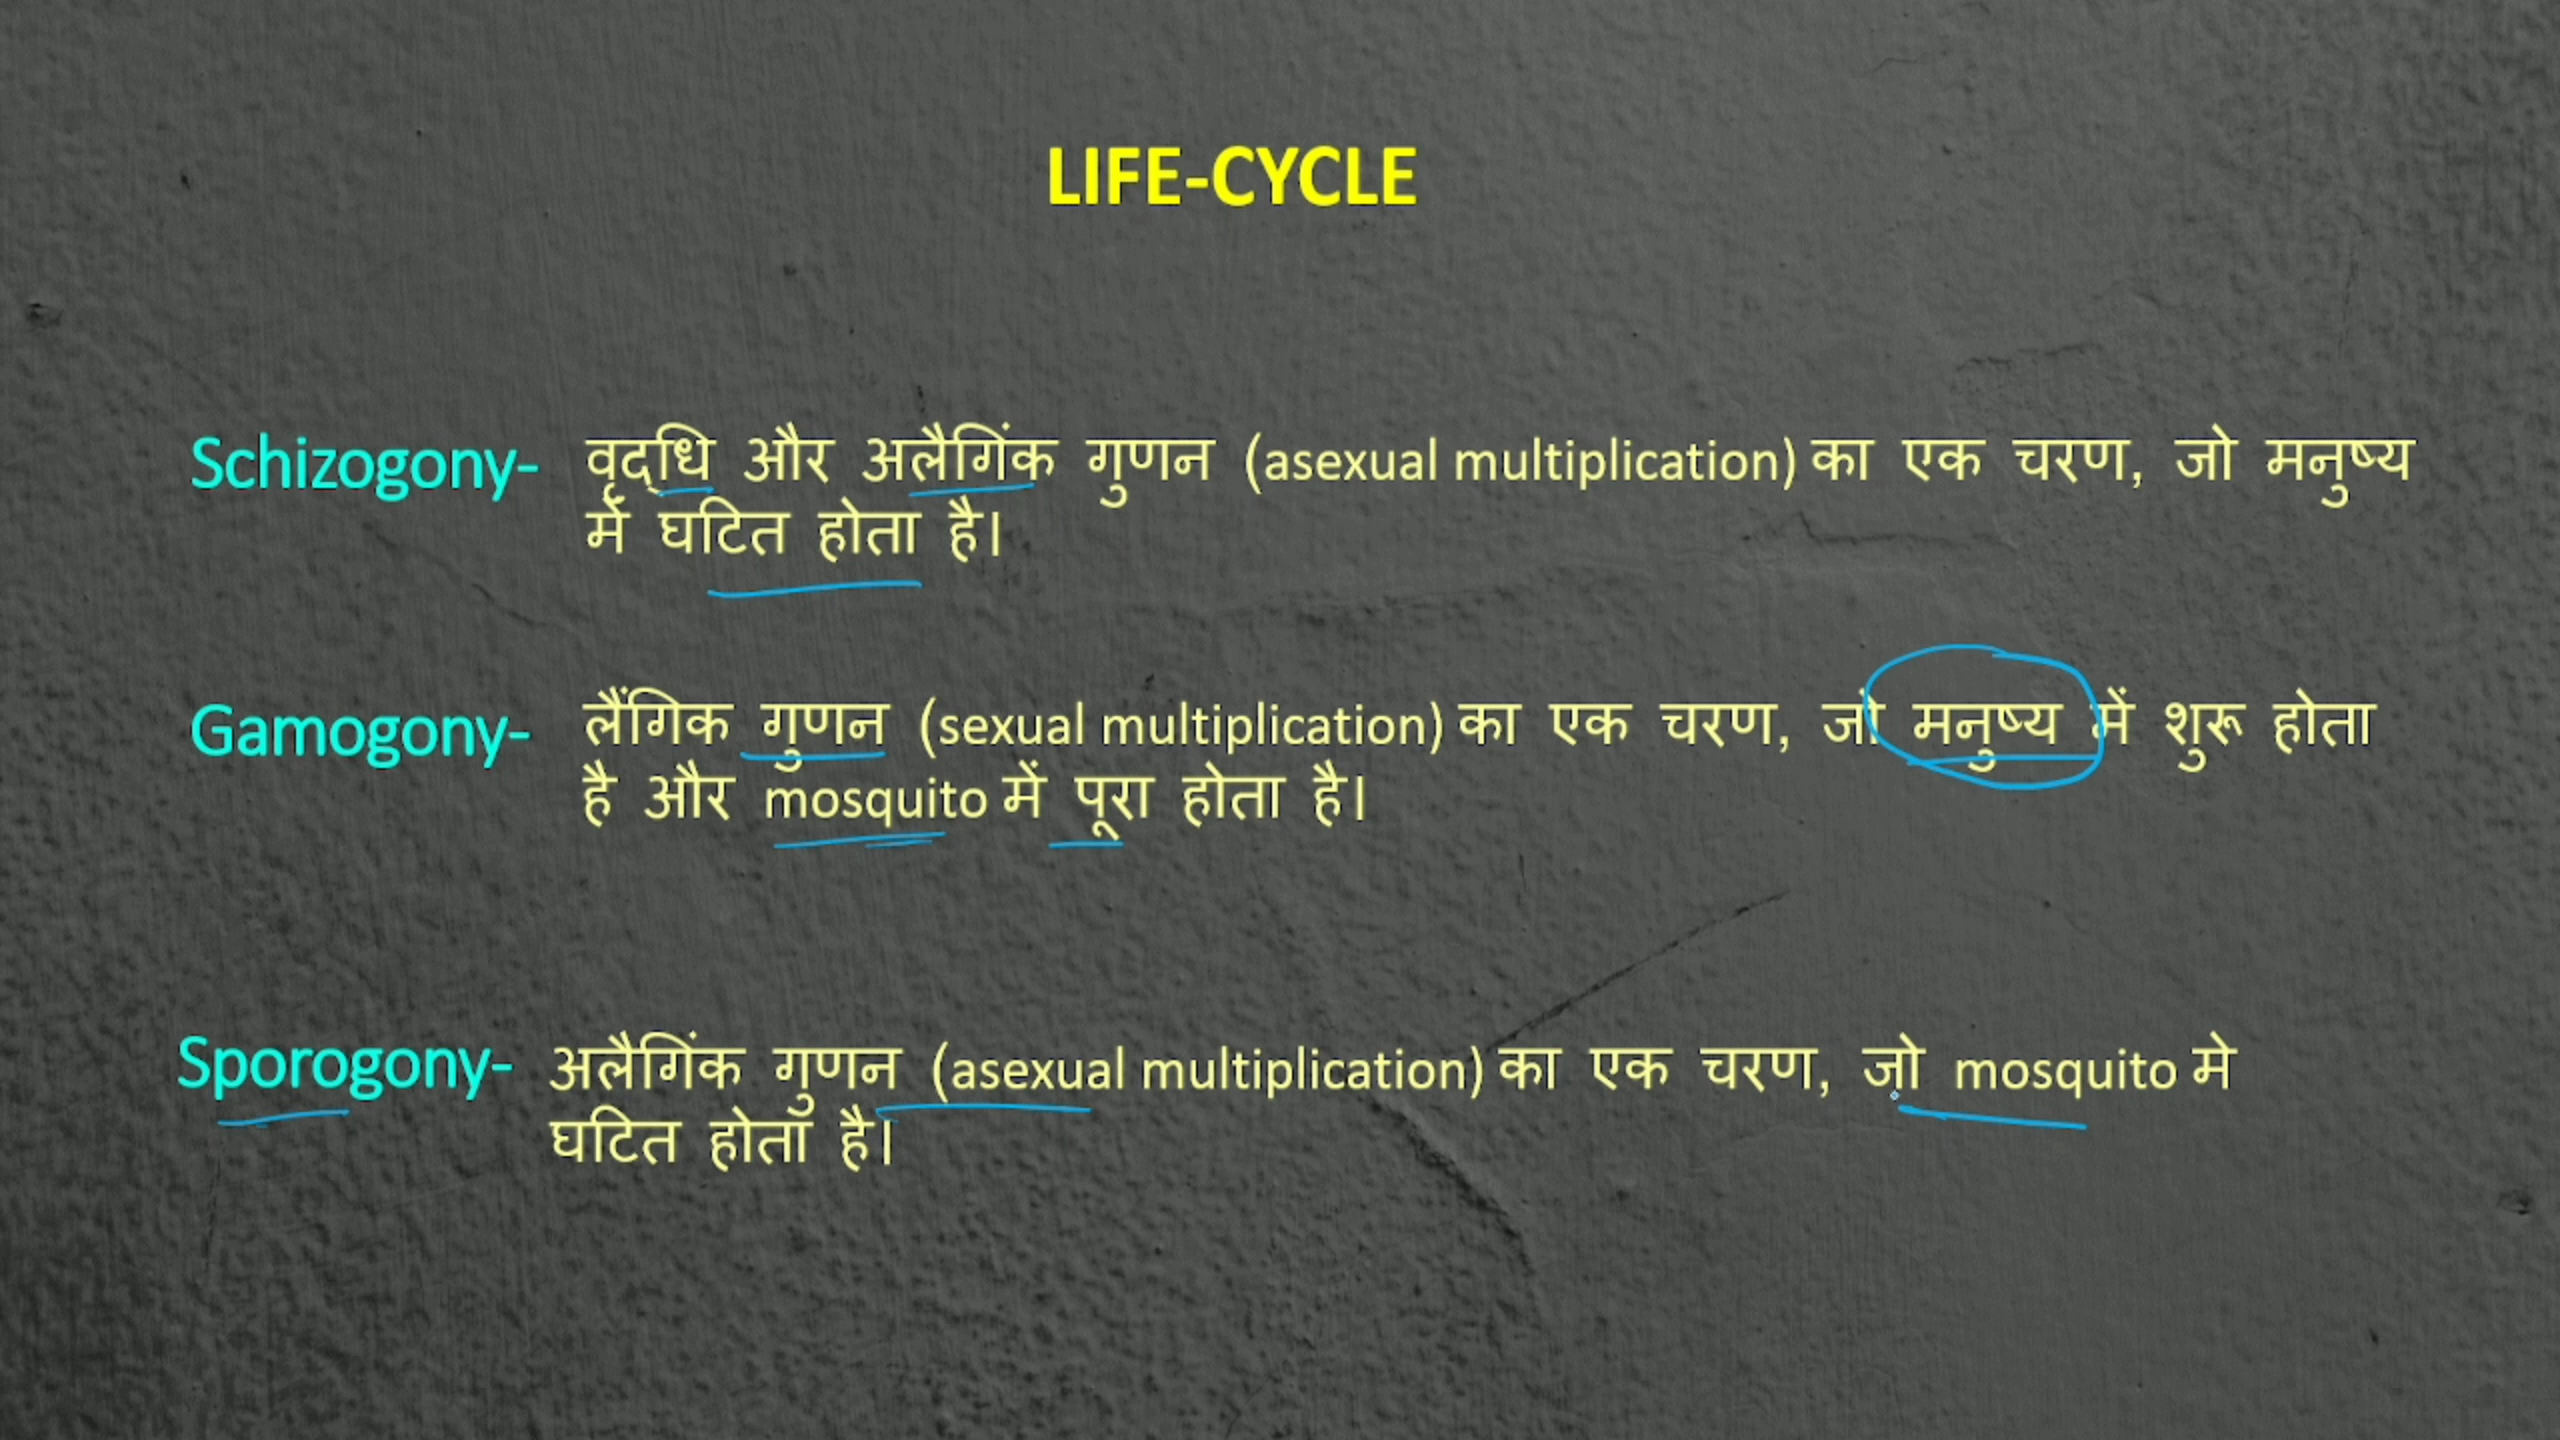 LIFE-CYCLE
Schizogony- वृद्धि और अलैगिंक गुणन (asexual multiplication) का एक चरण, जो मनुष्य
में घटित होता है।
Gamogony- लैंगिक गुणन (sexual multiplication) का एक चरण, जो मनुष्य में शुरू होता
है और mosquito में पूरा होता है।
Sporogony- अलैगिंक गुणन (asexual multiplication) का एक चरण, जो mosquito मे
घटित होता है।